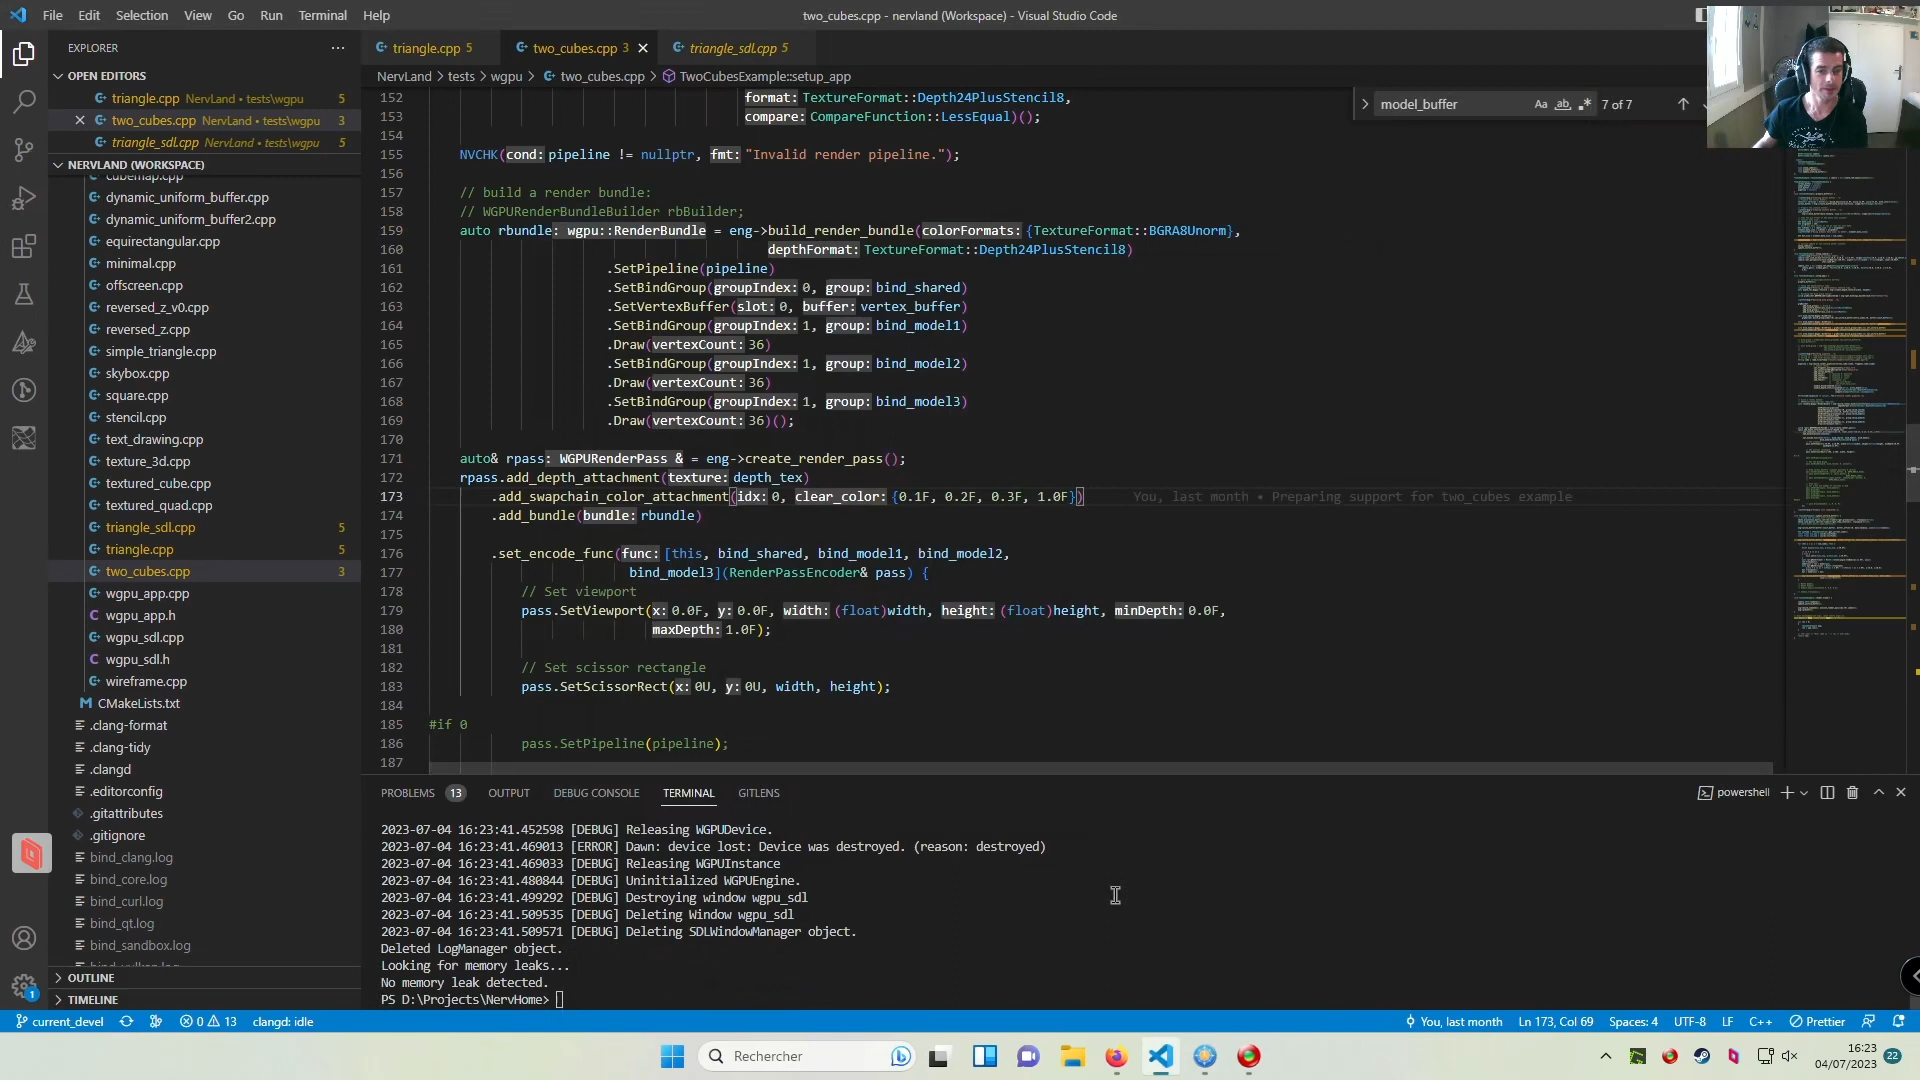 File Edit Selection View Go Run Terminal Help
two_cubes.cpp - nervland (Workspace) - Visual Studio Code
EXPLORER
OPEN EDITORS
triangle.cpp NervLand • tests\wgpu 5
two_cubes.cpp NervLand • tests\wgpu 3
triangle_sdl.cpp NervLand • tests\wgpu 5
NERVLAND (WORKSPACE)
cubemap.cpp
dynamic_uniform_buffer.cpp
dynamic_uniform_buffer2.cpp
equirectangular.cpp
minimal.cpp
offscreen.cpp
reversed_z_v0.cpp
reversed_z.cpp
simple_triangle.cpp
skybox.cpp
square.cpp
stencil.cpp
text_drawing.cpp
texture_3d.cpp
textured_cube.cpp
textured_quad.cpp
triangle_sdl.cpp 5
triangle.cpp 5
two_cubes.cpp 3
wgpu_app.cpp
wgpu_app.h
wgpu_sdl.cpp
wgpu_sdl.h
wireframe.cpp
CMakeLists.txt
.clang-format
.clang-tidy
.clangd
.editorconfig
.gitattributes
.gitignore
bind_clang.log
bind_core.log
bind_curl.log
bind_qt.log
bind_sandbox.log
OUTLINE
TIMELINE
triangle.cpp 5 two_cubes.cpp 3 triangle_sdl.cpp 5
NervLand > tests > wgpu > two_cubes.cpp > TwoCubesExample::setup_app
model_buffer Aa ab .* 7 of 7
152 format: TextureFormat::Depth24PlusStencil8,
153 compare: CompareFunction::LessEqual)();
154
155 NVCHK(cond: pipeline != nullptr, fmt: "Invalid render pipeline.");
156
157 // build a render bundle:
158 // WGPURenderBundleBuilder rbBuilder;
159 auto rbundle: wgpu::RenderBundle = eng->build_render_bundle(colorFormats: {TextureFormat::BGRA8Unorm},
160 depthFormat: TextureFormat::Depth24PlusStencil8)
161 .SetPipeline(pipeline)
162 .SetBindGroup(groupIndex: 0, group: bind_shared)
163 .SetVertexBuffer(slot: 0, buffer: vertex_buffer)
164 .SetBindGroup(groupIndex: 1, group: bind_model1)
165 .Draw(vertexCount: 36)
166 .SetBindGroup(groupIndex: 1, group: bind_model2)
167 .Draw(vertexCount: 36)
168 .SetBindGroup(groupIndex: 1, group: bind_model3)
169 .Draw(vertexCount: 36)();
170
171 auto& rpass: WGPURenderPass & = eng->create_render_pass();
172 rpass.add_depth_attachment(texture: depth_tex)
173 .add_swapchain_color_attachment(idx: 0, clear_color: {0.1F, 0.2F, 0.3F, 1.0F}) You, last month • Preparing support for two_cubes example
174 .add_bundle(bundle: rbundle)
175
176 .set_encode_func(func: [this, bind_shared, bind_model1, bind_model2,
177 bind_model3](RenderPassEncoder& pass) {
178 // Set viewport
179 pass.SetViewport(x: 0.0F, y: 0.0F, width: (float)width, height: (float)height, minDepth: 0.0F,
180 maxDepth: 1.0F);
181
182 // Set scissor rectangle
183 pass.SetScissorRect(x: 0U, y: 0U, width, height);
184
185 #if 0
186 pass.SetPipeline(pipeline);
187
PROBLEMS 13 OUTPUT DEBUG CONSOLE TERMINAL GITLENS powershell
2023-07-04 16:23:41.452598 [DEBUG] Releasing WGPUDevice.
2023-07-04 16:23:41.469013 [ERROR] Dawn: device lost: Device was destroyed. (reason: destroyed)
2023-07-04 16:23:41.469033 [DEBUG] Releasing WGPUInstance
2023-07-04 16:23:41.480844 [DEBUG] Uninitialized WGPUEngine.
2023-07-04 16:23:41.499292 [DEBUG] Destroying window wgpu_sdl
2023-07-04 16:23:41.509535 [DEBUG] Deleting Window wgpu_sdl
2023-07-04 16:23:41.509571 [DEBUG] Deleting SDLWindowManager object.
Deleted LogManager object.
Looking for memory leaks...
No memory leak detected.
PS D:\Projects\NervHome>
1
current_devel 0 13 clangd: idle You, last month Ln 173, Col 69 Spaces: 4 UTF-8 LF C++ Prettier
Rechercher
16:23
04/07/2023 22